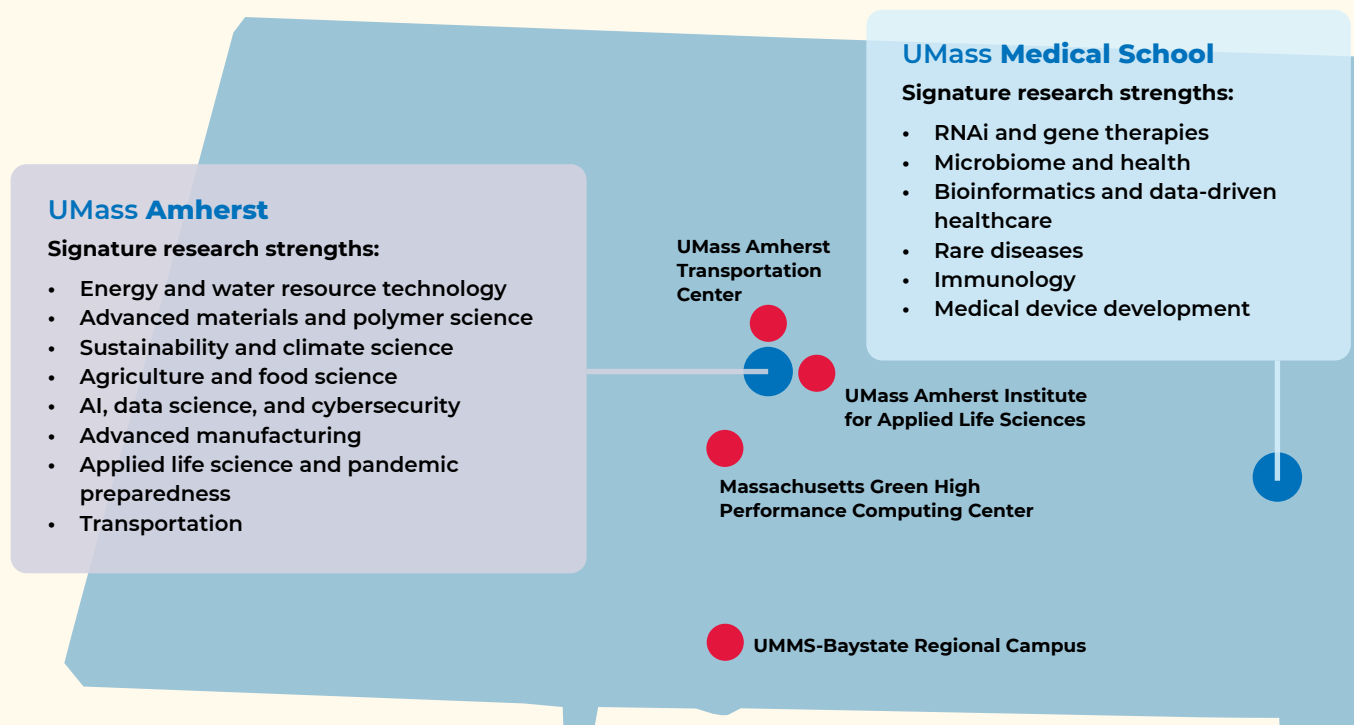 UMass Amherst
Signature research strengths:
• Energy and water resource technology
• Advanced materials and polymer science
• Sustainability and climate science
• Agriculture and food science
• AI, data science, and cybersecurity
• Advanced manufacturing
• Applied life science and pandemic
preparedness
• Transportation
UMass Medical School
Signature research strengths:
• RNAi and gene therapies
• Microbiome and health
• Bioinformatics and data-driven
healthcare
• Rare diseases
• Immunology
• Medical device development
UMass Amherst
Transportation
Center
UMass Amherst Institute
for Applied Life Sciences
Massachusetts Green High
Performance Computing Center
UMMS-Baystate Regional Campus